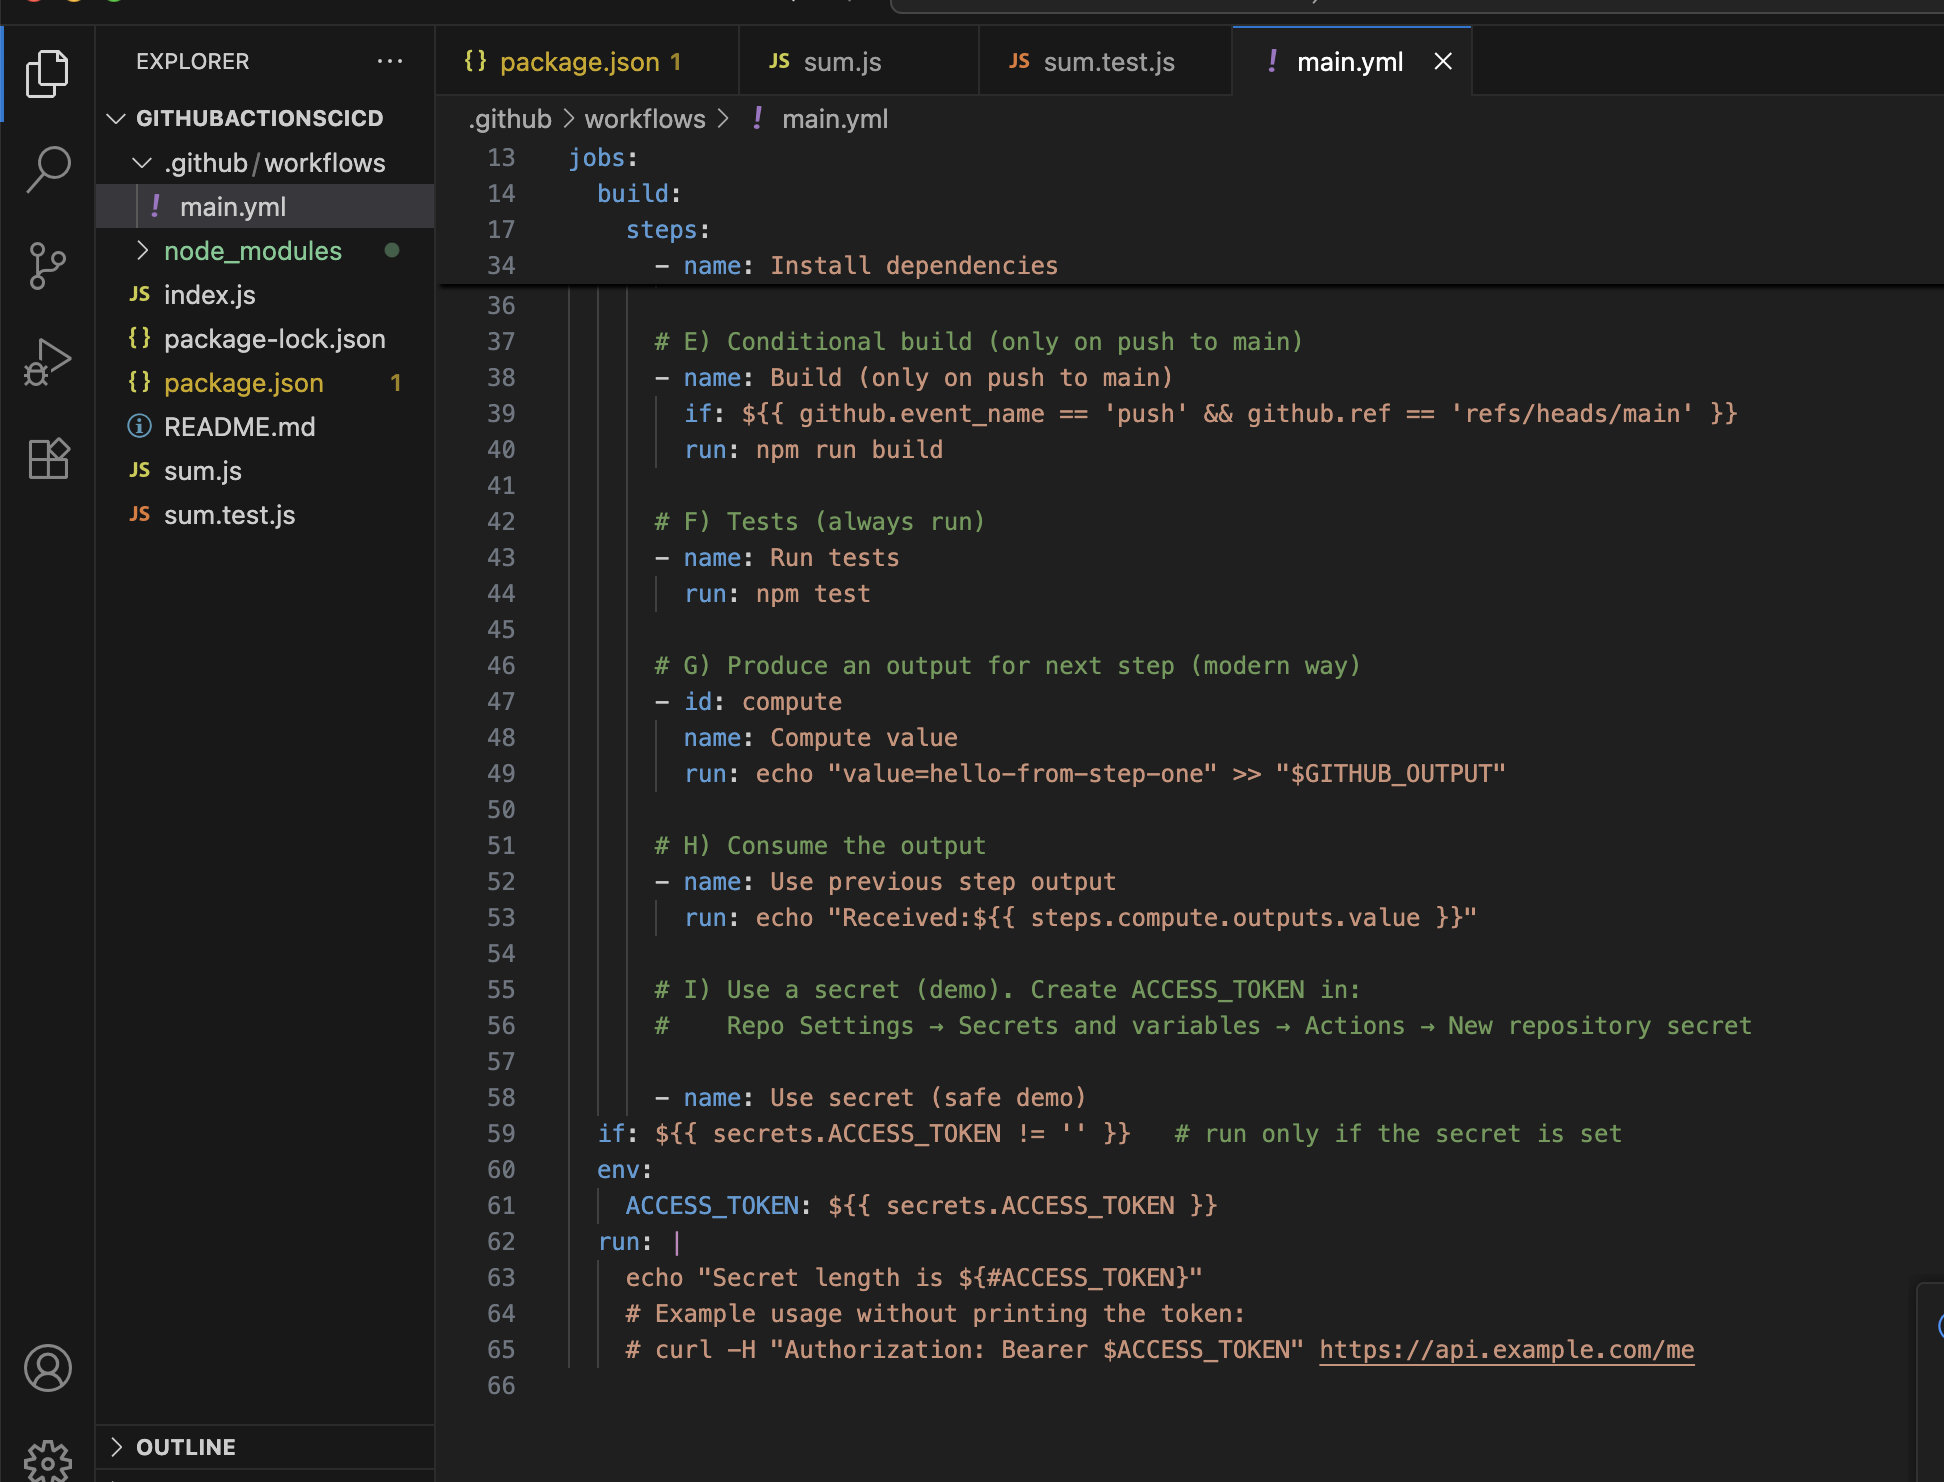 EXPLORER
GITHUBACTIONSCICD
.github/workflows
! main.yml
node_modules
JS index.js
{} package-lock.json
{} package.json 1
README.md
JS sum.js
JS sum.test.js
OUTLINE
{} package.json 1
JS sum.js
JS sum.test.js
! main.yml
.github > workflows > ! main.yml
13 jobs:
14 build:
17 steps:
34 - name: Install dependencies
36
37 # E) Conditional build (only on push to main)
38 - name: Build (only on push to main)
39 if: ${{ github.event_name == 'push' && github.ref == 'refs/heads/main' }}
40 run: npm run build
41
42 # F) Tests (always run)
43 - name: Run tests
44 run: npm test
45
46 # G) Produce an output for next step (modern way)
47 - id: compute
48 name: Compute value
49 run: echo "value=hello-from-step-one" >> "$GITHUB_OUTPUT"
50
51 # H) Consume the output
52 - name: Use previous step output
53 run: echo "Received:${{ steps.compute.outputs.value }}"
54
55 # I) Use a secret (demo). Create ACCESS_TOKEN in:
56 # Repo Settings → Secrets and variables → Actions → New repository secret
57
58 - name: Use secret (safe demo)
59 if: ${{ secrets.ACCESS_TOKEN != '' }} # run only if the secret is set
60 env:
61 ACCESS_TOKEN: ${{ secrets.ACCESS_TOKEN }}
62 run: |
63 echo "Secret length is ${#ACCESS_TOKEN}"
64 # Example usage without printing the token:
65 # curl -H "Authorization: Bearer $ACCESS_TOKEN" https://api.example.com/me
66